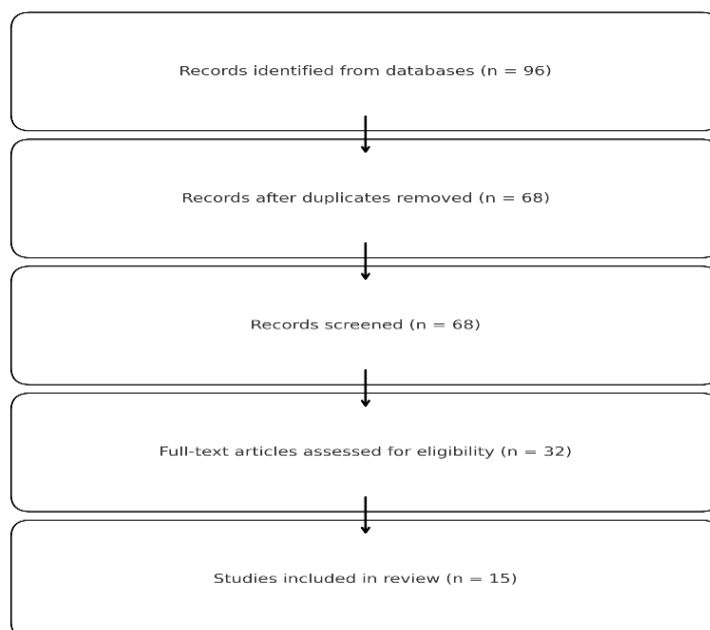 Records identified from databases (n = 96)
Records after duplicates removed (n = 68)
Records screened (n = 68)
Full-text articles assessed for eligibility (n = 32)
Studies included in review (n = 15)